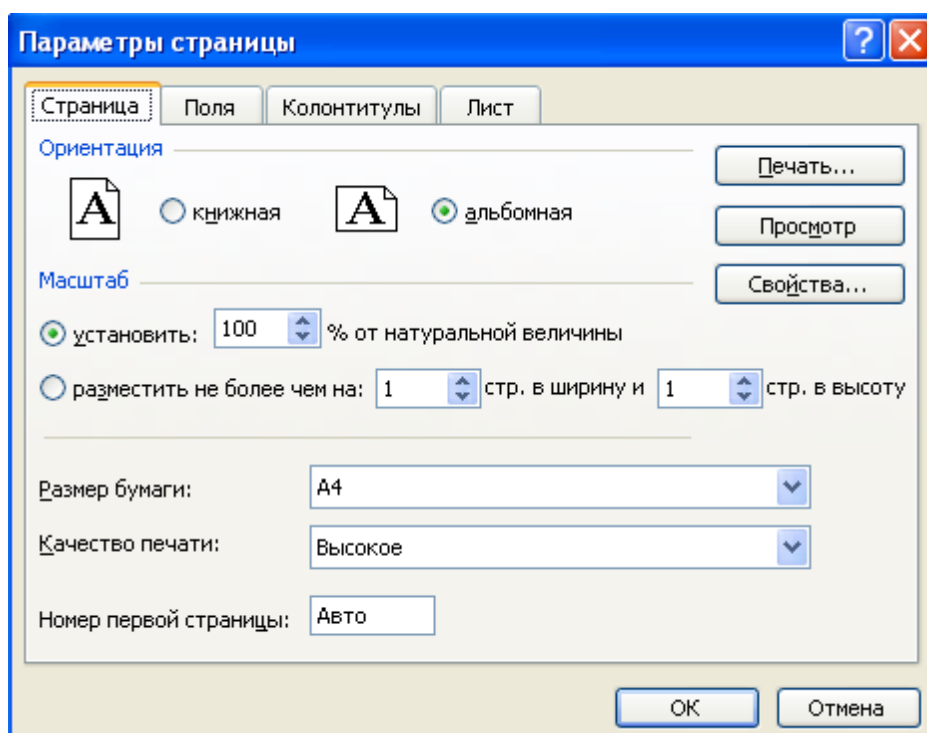 Параметры страницы
Страница Поля Колонтитулы Лист
Ориентация
Печать...
A книжная A альбомная
Просмотр
Масштаб
Свойства...
установить: 100 % от натуральной величины
разместить не более чем на: 1 стр. в ширину и 1 стр. в высоту
Размер бумаги: A4
Качество печати: Высокое
Номер первой страницы: Авто
ОК Отмена